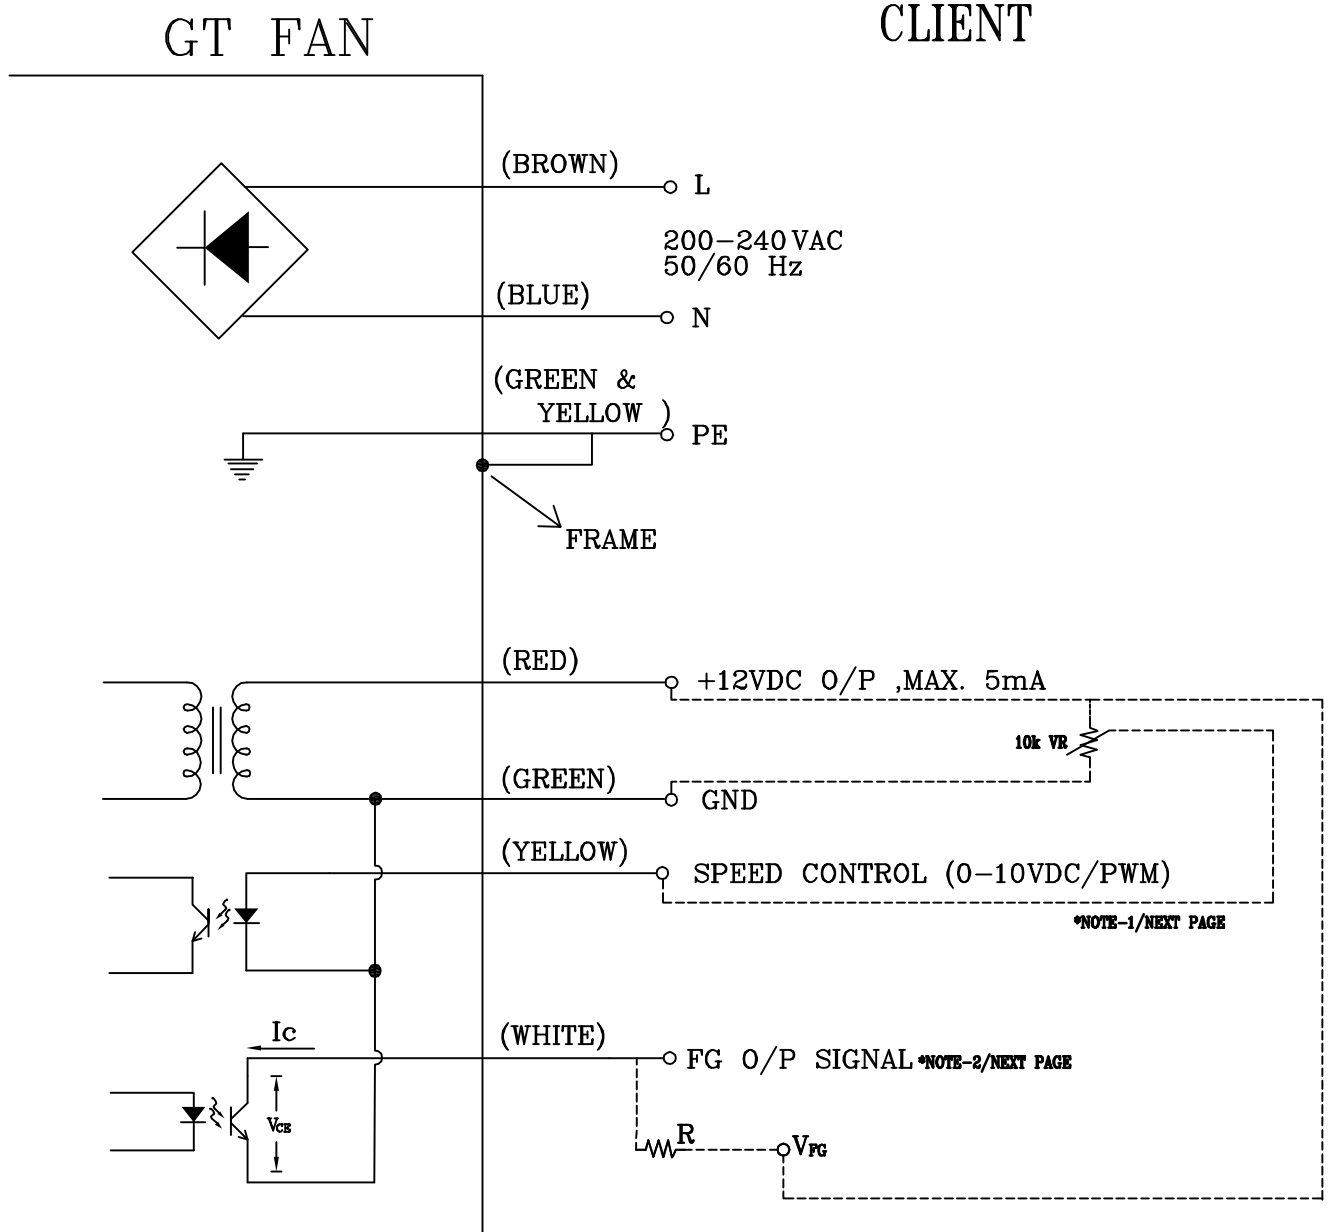 GT FAN
CLIENT
(BROWN)
L
200-240VAC
50/60 Hz
(BLUE)
N
(GREEN &
YELLOW )
PE
FRAME
(RED)
+12VDC O/P ,MAX. 5mA
10k VR
(GREEN)
GND
(YELLOW)
SPEED CONTROL (0-10VDC/PWM)
*NOTE-1/NEXT PAGE
(WHITE)
Ic
FG O/P SIGNAL *NOTE-2/NEXT PAGE
VCE
R
VFG